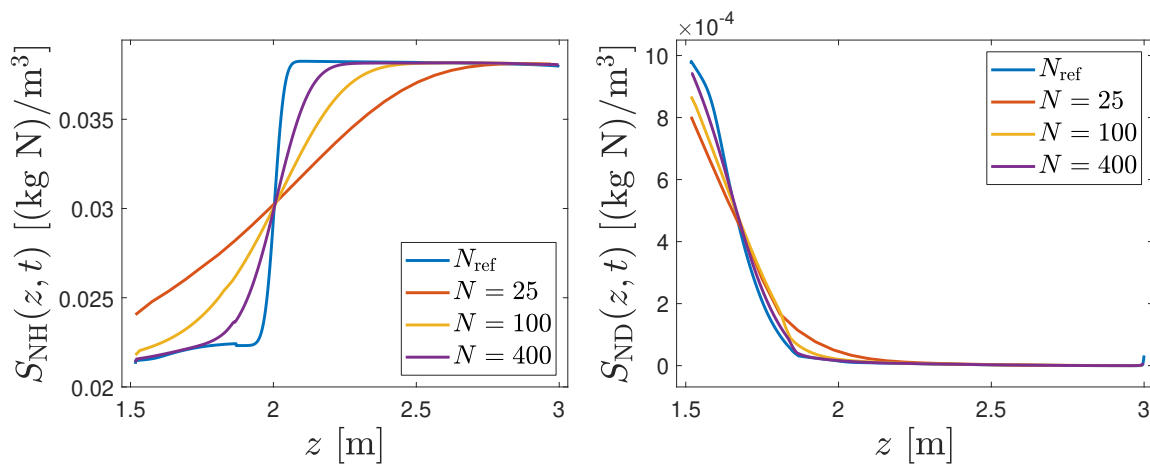 S_NH(z, t) [(kg N)/m³]
0.035
0.03
0.025
0.02
1.5 2 2.5 3
z [m]
N_ref
N = 25
N = 100
N = 400
×10⁻⁴
S_ND(z, t) [(kg N)/m³]
10
8
6
4
2
0
1.5 2 2.5 3
z [m]
N_ref
N = 25
N = 100
N = 400